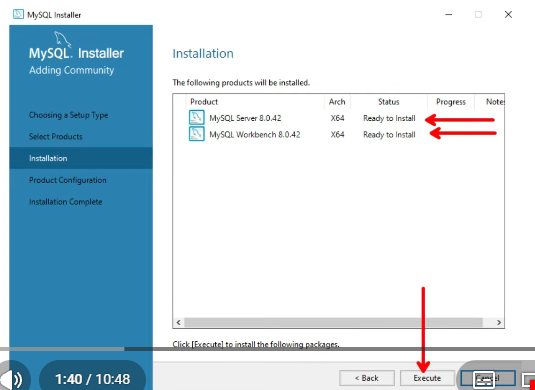 MySQL Installer
MySQL. Installer
Adding Community
Choosing a Setup Type
Select Products
Installation
Product Configuration
Installation Complete
Installation
The following products will be installed.
Product Arch Status Progress Notes
MySQL Server 8.0.42 X64 Ready to Install
MySQL Workbench 8.0.42 X64 Ready to Install
Click [Execute] to install the following packages.
< Back Execute Cancel
1:40 / 10:48